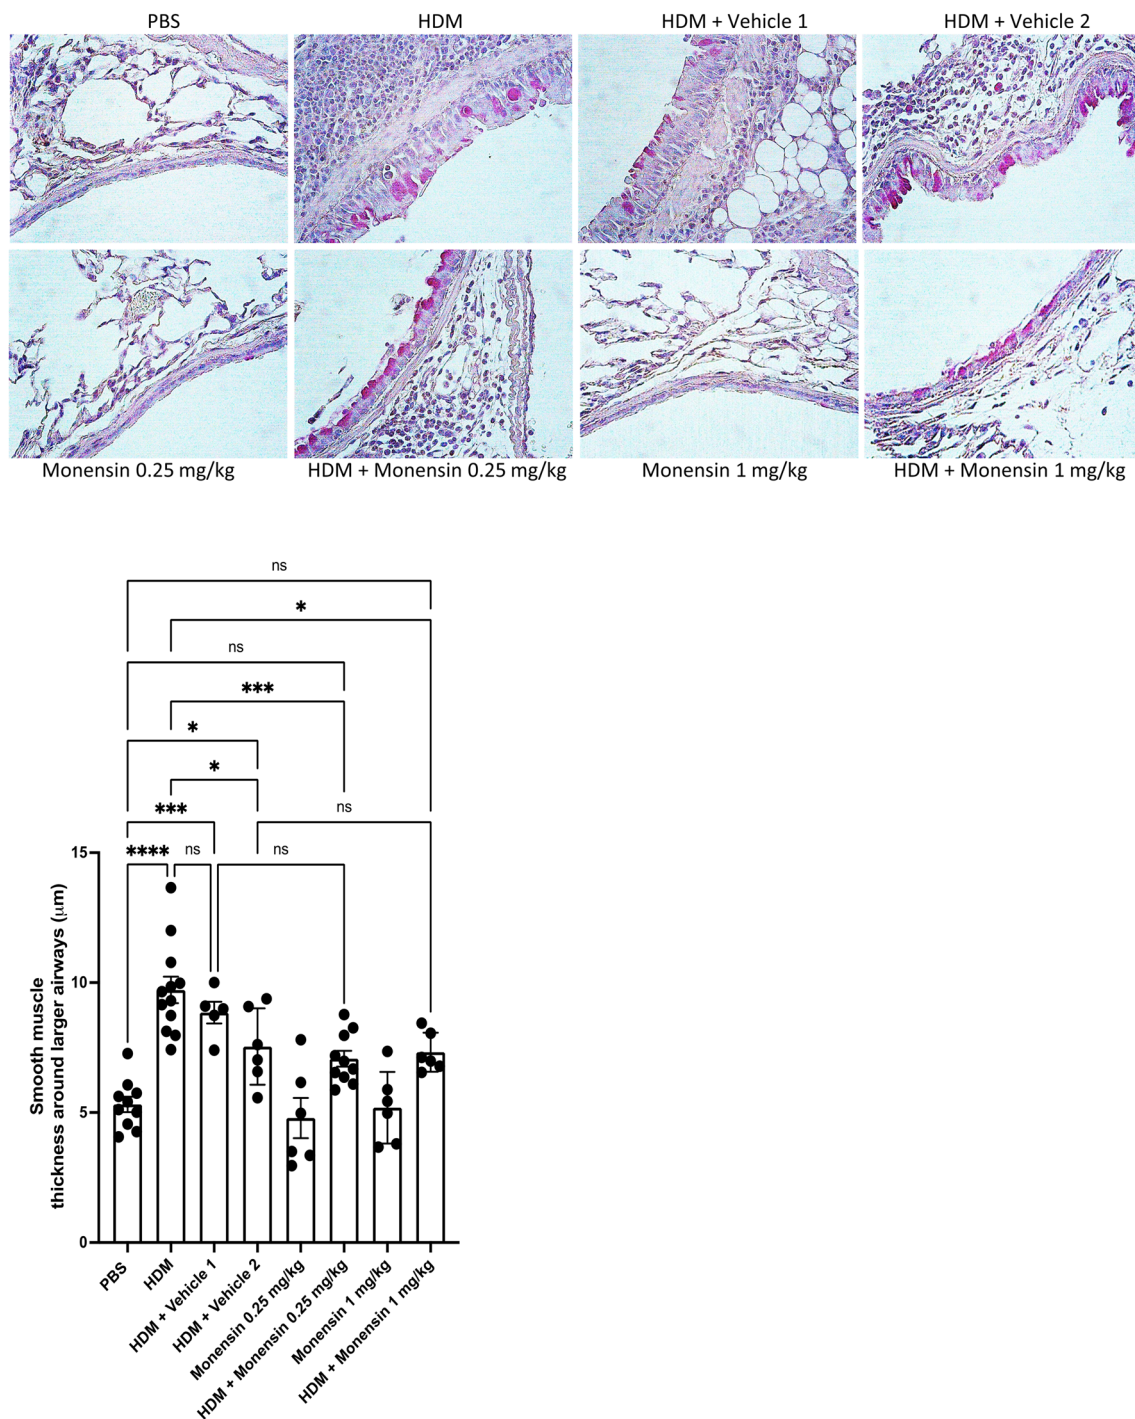 PBS
HDM
HDM + Vehicle 1
HDM + Vehicle 2
Monensin 0.25 mg/kg
HDM + Monensin 0.25 mg/kg
Monensin 1 mg/kg
HDM + Monensin 1 mg/kg
ns
*
ns
***
*
*
ns
***
****
ns
ns
15
10
5
0
Smooth muscle
thickness around larger airways (μm)
PBS
HDM
HDM + Vehicle 1
HDM + Vehicle 2
Monensin 0.25 mg/kg
HDM + Monensin 0.25 mg/kg
Monensin 1 mg/kg
HDM + Monensin 1 mg/kg